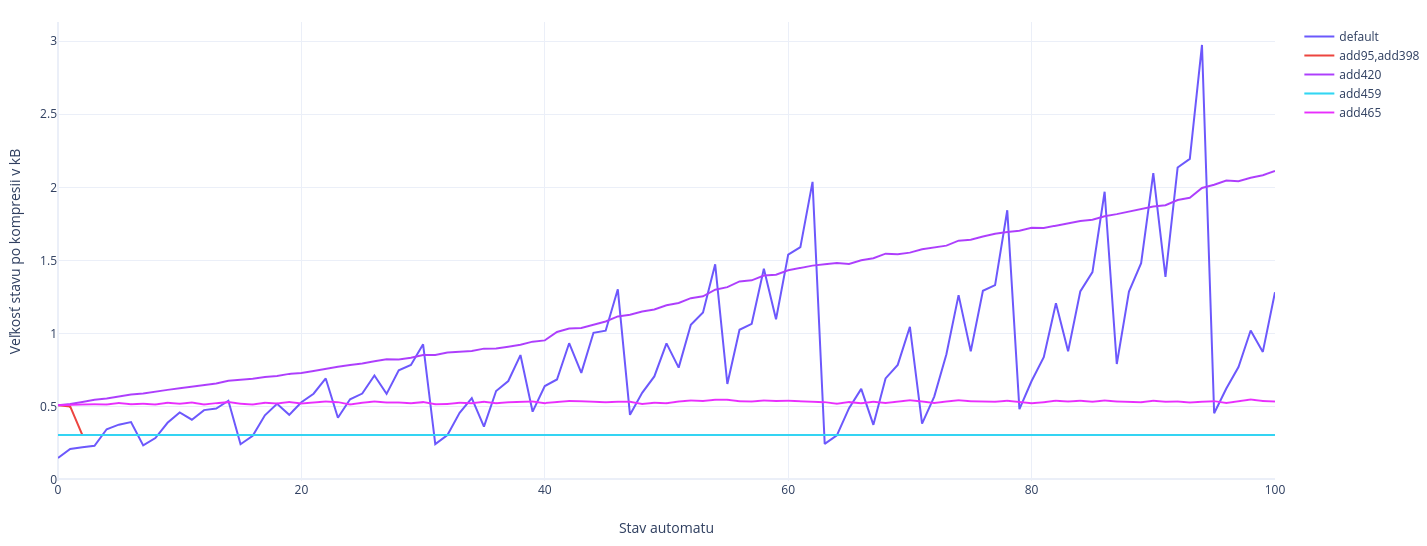 Veľkosť stavu po kompresii v kB
3
2.5
2
1.5
1
0.5
0
0 20 40 60 80 100
Stav automatu
default
add95,add398
add420
add459
add465